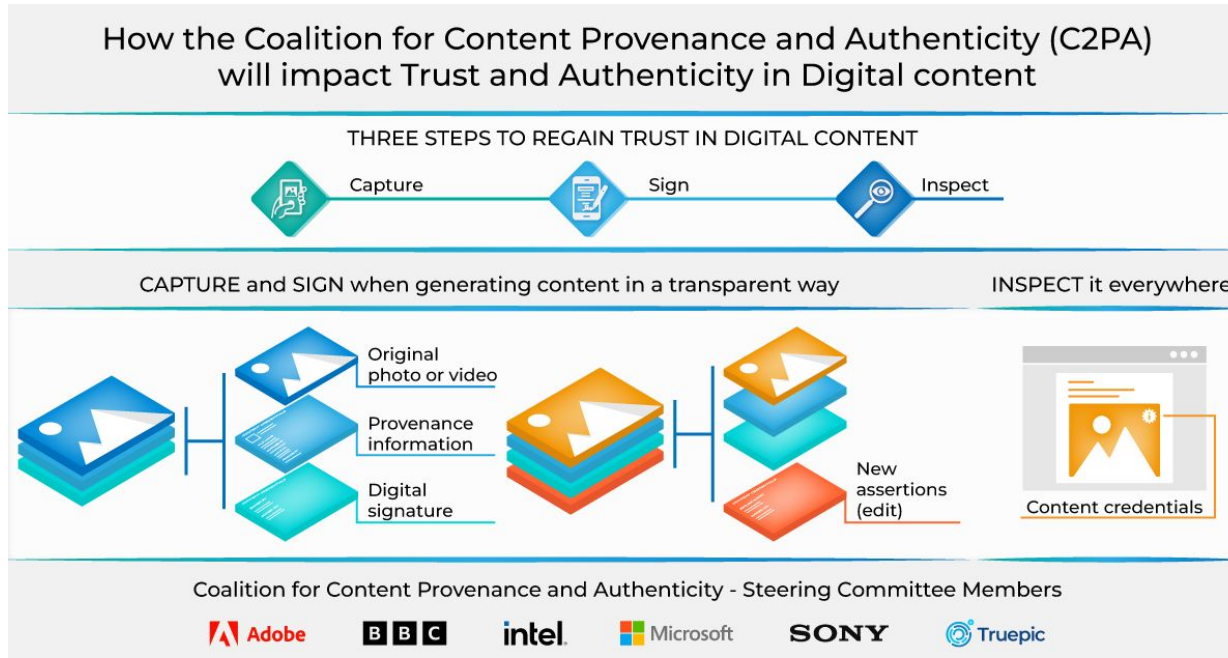 How the Coalition for Content Provenance and Authenticity (C2PA)
will impact Trust and Authenticity in Digital content
THREE STEPS TO REGAIN TRUST IN DIGITAL CONTENT
Capture
Sign
Inspect
CAPTURE and SIGN when generating content in a transparent way
INSPECT it everywhere
Original
photo or video
Provenance
information
Digital
signature
New
assertions
(edit)
Content credentials
Coalition for Content Provenance and Authenticity - Steering Committee Members
Adobe
BBC
intel.
Microsoft
SONY
Truepic